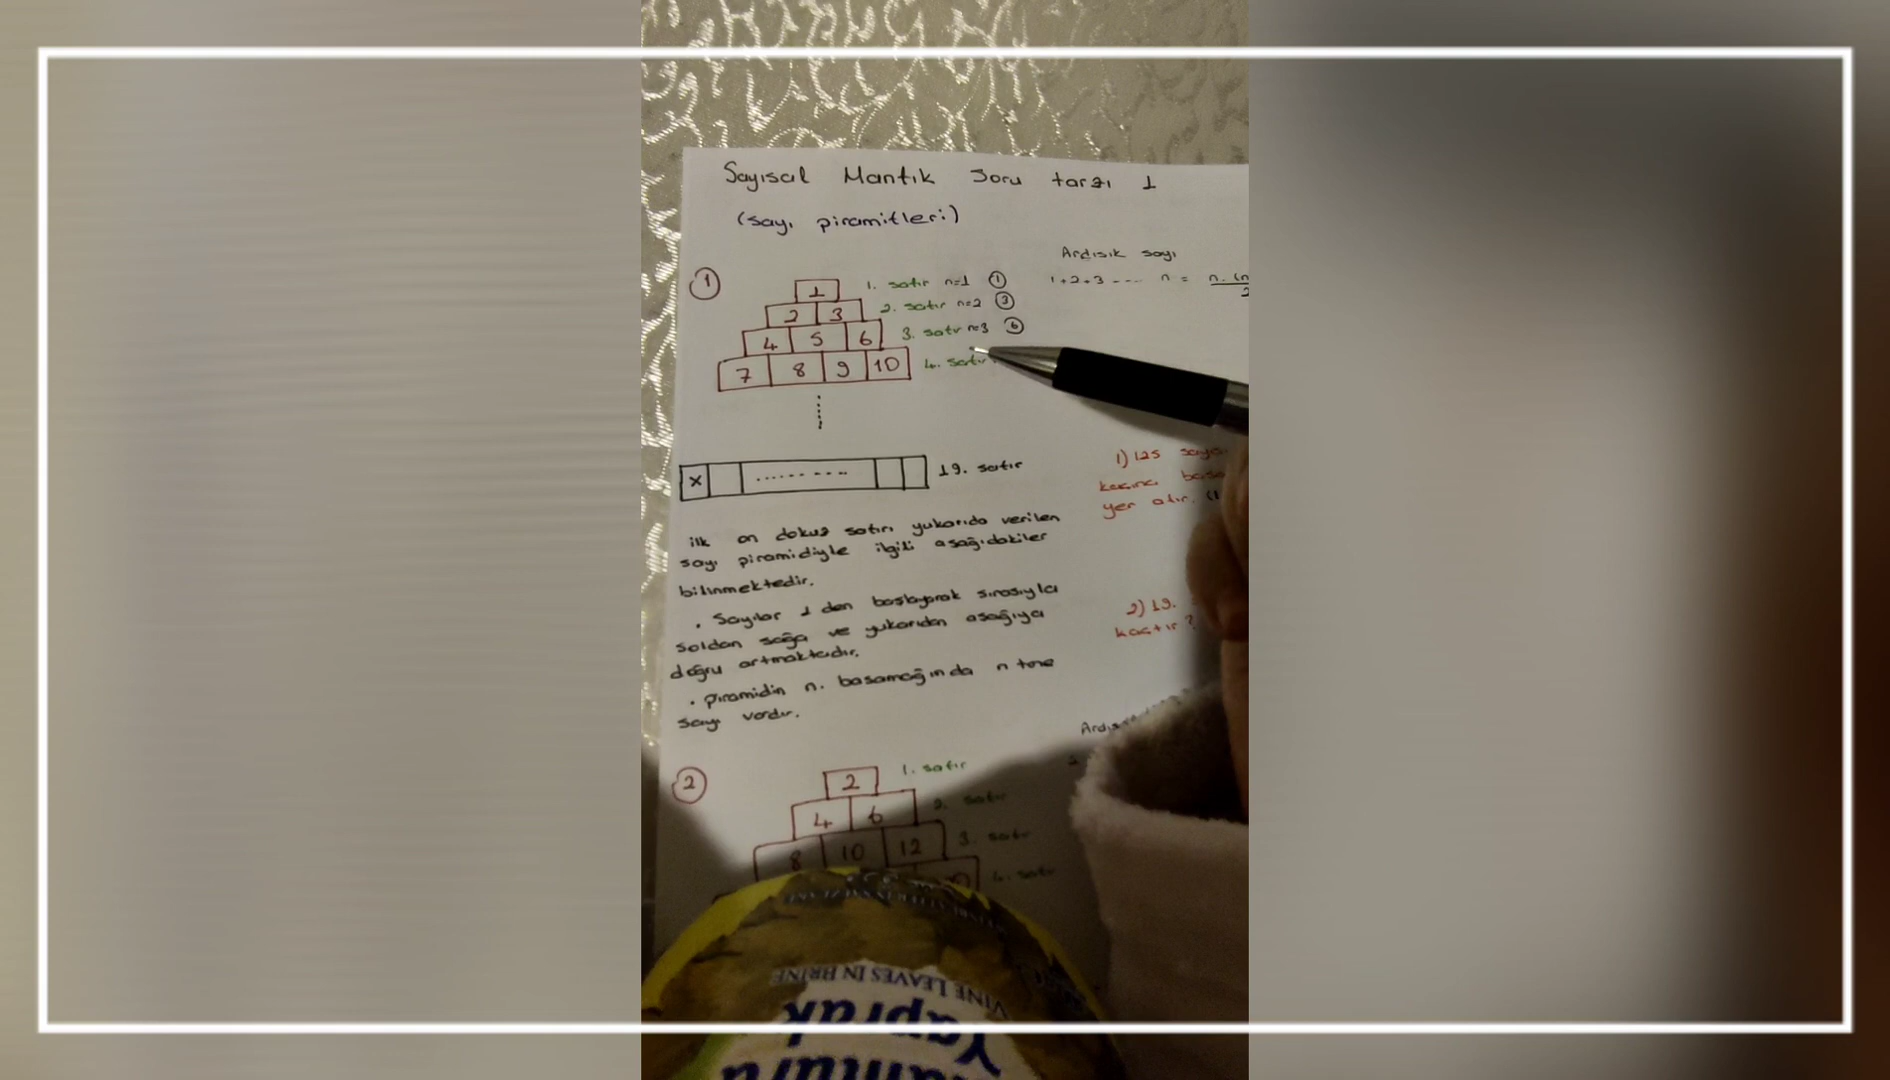 Sayısal Mantık Soru tarzı 1
(sayı piramitleri)
Ardışık sayı
1+2+3 ---- n = n.(n
2
1
1
2 3
4 5 6
7 8 9 10
1. satır n=1 1
2. satır n=2 3
3. satır n=3 6
4. satır
x
19. satır
ilk on dokuz satırı yukarıda verilen
sayı piramidiyle ilgili aşağıdakiler
bilinmektedir.
. Sayılar 1 den başlayarak sırasıyla
soldan sağa ve yukarıdan aşağıya
doğru artmaktadır.
. piramidin n. basamağında n tane
sayı vardır.
1) 125
kaçıncı
yer alır.
2) 19.
kaçtır?
2
2
4 6
8 10 12
1. satır
2. satır
3. satır
4. satır
VINE LEAVES IN BRINE
Yaprak